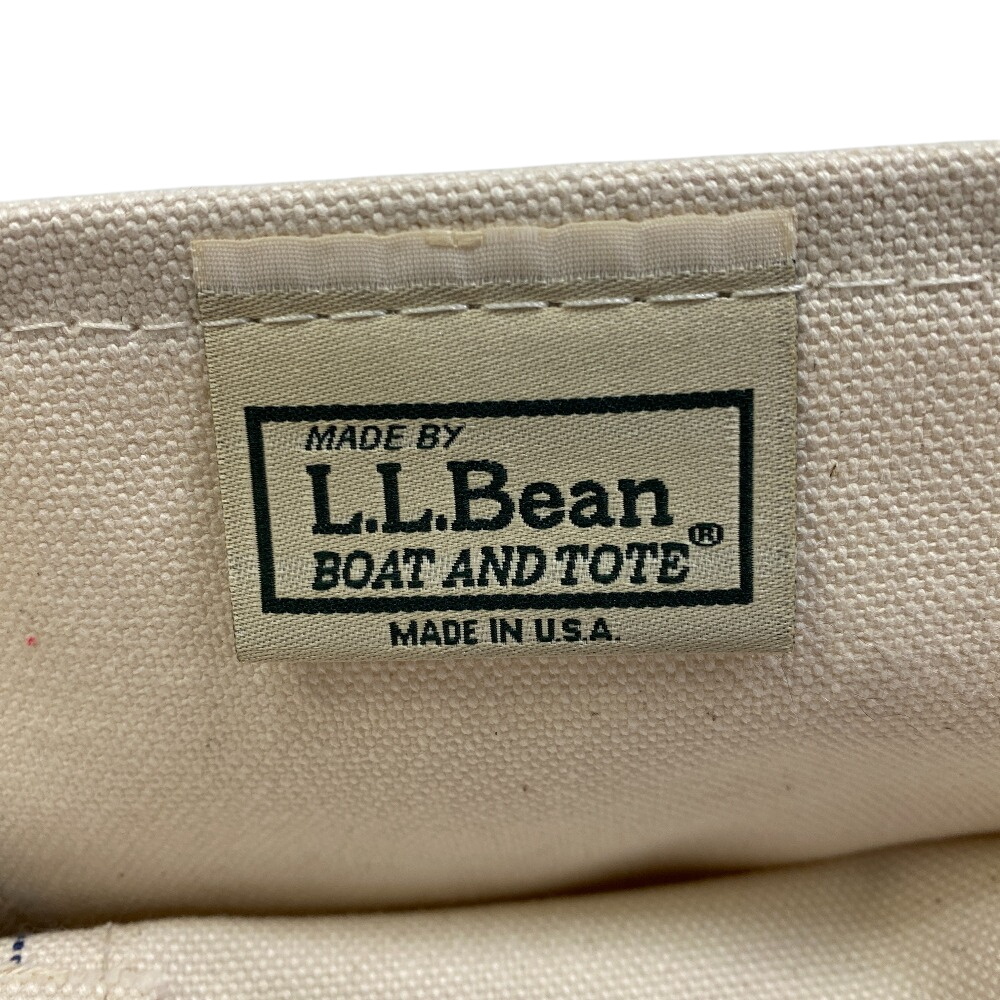 MADE BY
L.L.Bean
BOAT AND TOTE®
MADE IN U.S.A.